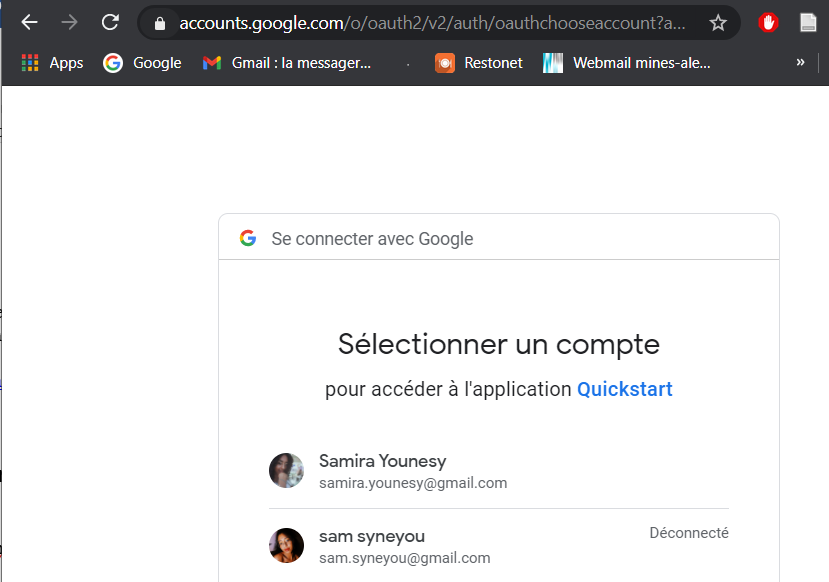 accounts.google.com/o/oauth2/v2/auth/oauthchooseaccount?a...
Apps Google Gmail : la messager... Restonet Webmail mines-ale... »
Se connecter avec Google
Sélectionner un compte
pour accéder à l'application Quickstart
Samira Younesy
samira.younesy@gmail.com
sam syneyou Déconnecté
sam.syneyou@gmail.com